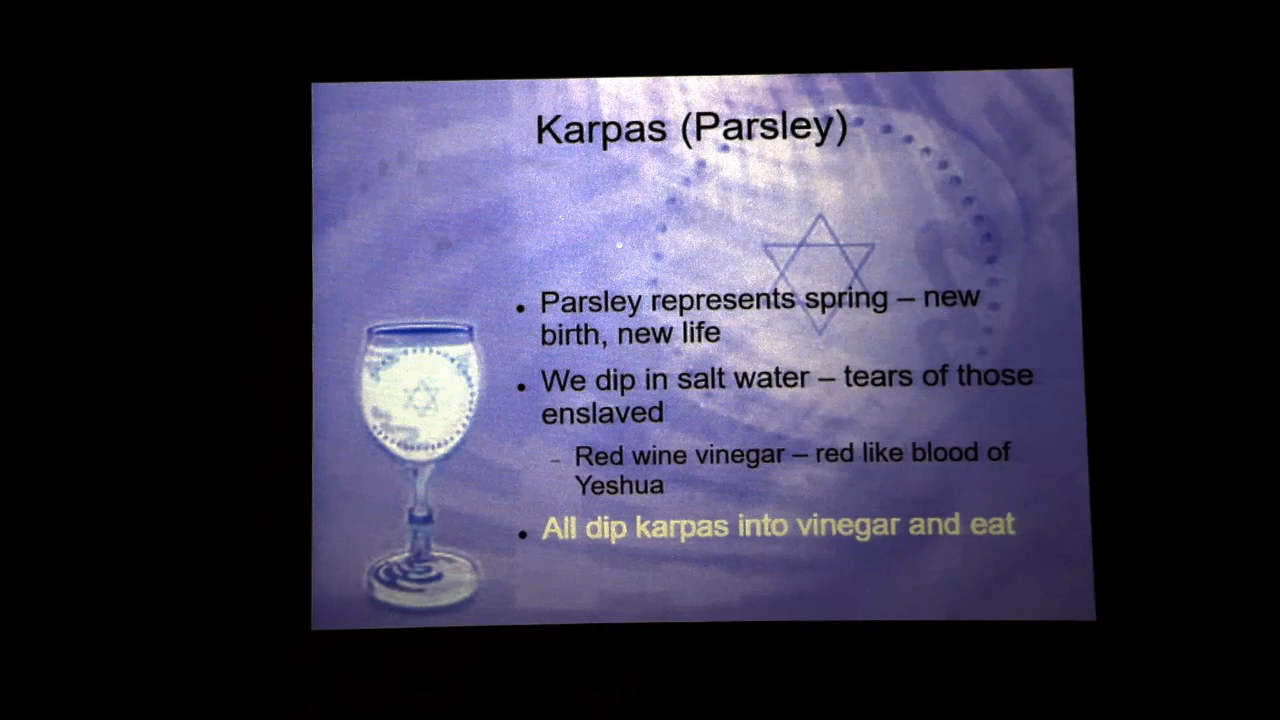 Karpas (Parsley)
• Parsley represents spring – new
birth, new life
• We dip in salt water – tears of those
enslaved
– Red wine vinegar – red like blood of
Yeshua
• All dip karpas into vinegar and eat